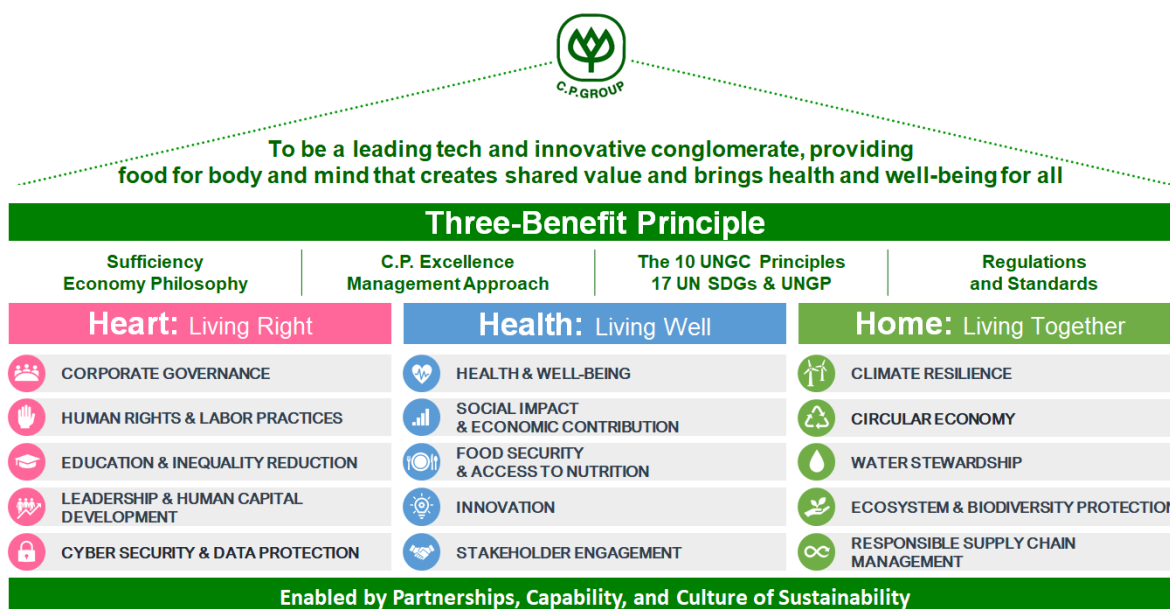 C.P.GROUP
To be a leading tech and innovative conglomerate, providing
food for body and mind that creates shared value and brings health and well-being for all
Three-Benefit Principle
Sufficiency
Economy Philosophy
C.P. Excellence
Management Approach
The 10 UNGC Principles
17 UN SDGs & UNGP
Regulations
and Standards
Heart: Living Right
CORPORATE GOVERNANCE
HUMAN RIGHTS & LABOR PRACTICES
EDUCATION & INEQUALITY REDUCTION
LEADERSHIP & HUMAN CAPITAL
DEVELOPMENT
CYBER SECURITY & DATA PROTECTION
Health: Living Well
HEALTH & WELL-BEING
SOCIAL IMPACT
& ECONOMIC CONTRIBUTION
FOOD SECURITY
& ACCESS TO NUTRITION
INNOVATION
STAKEHOLDER ENGAGEMENT
Home: Living Together
CLIMATE RESILIENCE
CIRCULAR ECONOMY
WATER STEWARDSHIP
ECOSYSTEM & BIODIVERSITY PROTECTION
RESPONSIBLE SUPPLY CHAIN
MANAGEMENT
Enabled by Partnerships, Capability, and Culture of Sustainability